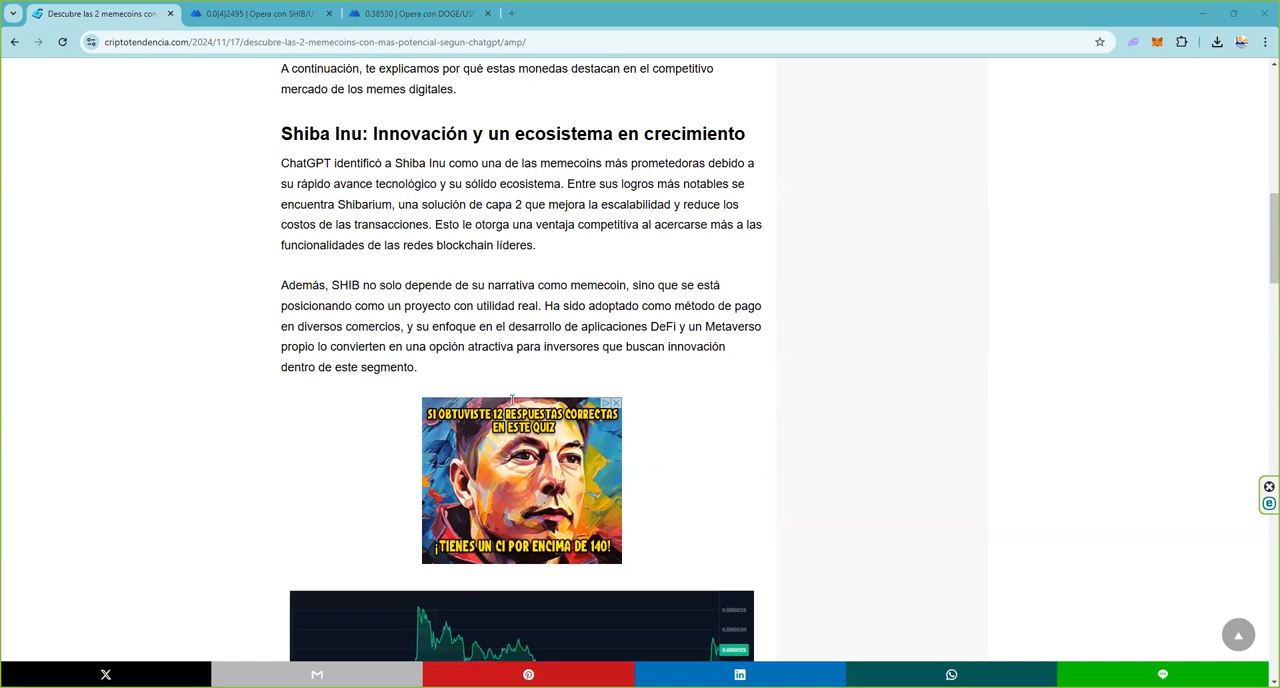 Descubre las 2 memecoins con
0.0(4)2495 | Opera con SHIB/U
0.38530 | Opera con DOGE/US
criptotendencia.com/2024/11/17/descubre-las-2-memecoins-con-mas-potencial-segun-chatgpt/amp/
A continuación, te explicamos por qué estas monedas destacan en el competitivo
mercado de los memes digitales.
Shiba Inu: Innovación y un ecosistema en crecimiento
ChatGPT identificó a Shiba Inu como una de las memecoins más prometedoras debido a
su rápido avance tecnológico y su sólido ecosistema. Entre sus logros más notables se
encuentra Shibarium, una solución de capa 2 que mejora la escalabilidad y reduce los
costos de las transacciones. Esto le otorga una ventaja competitiva al acercarse más a las
funcionalidades de las redes blockchain líderes.
Además, SHIB no solo depende de su narrativa como memecoin, sino que se está
posicionando como un proyecto con utilidad real. Ha sido adoptado como método de pago
en diversos comercios, y su enfoque en el desarrollo de aplicaciones DeFi y un Metaverso
propio lo convierten en una opción atractiva para inversores que buscan innovación
dentro de este segmento.
SI OBTUVISTE 12 RESPUESTAS CORRECTAS
EN ESTE QUIZ
¡TIENES UN CI POR ENCIMA DE 140!
0.000035
0.000030
0.000025